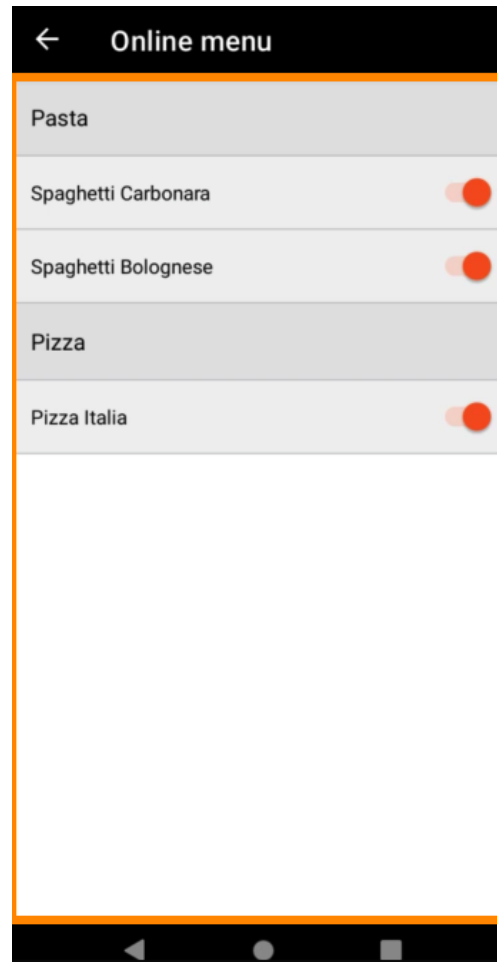 Online menu
Pasta
Spaghetti Carbonara
Spaghetti Bolognese
Pizza
Pizza Italia